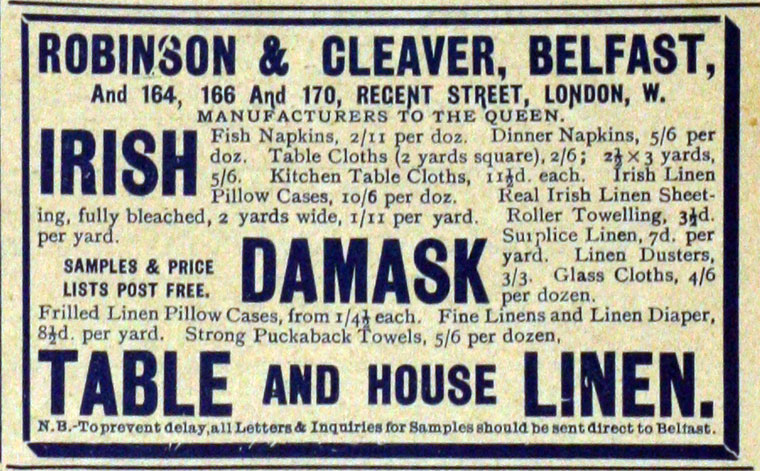 ROBINSON & CLEAVER, BELFAST,
And 164, 166 And 170, REGENT STREET, LONDON, W.
MANUFACTURERS TO THE QUEEN.
IRISH
Fish Napkins, 2/11 per doz. Dinner Napkins, 5/6 per
doz. Table Cloths (2 yards square), 2/6; 2½ × 3 yards,
5/6. Kitchen Table Cloths, 11½d. each. Irish Linen
Pillow Cases, 10/6 per doz. Real Irish Linen Sheet-
ing, fully bleached, 2 yards wide, 1/11 per yard. Roller Towelling, 3½d.
per yard. Surplice Linen, 7d. per
yard. Linen Dusters,
3/3. Glass Cloths, 4/6
per dozen.
SAMPLES & PRICE
LISTS POST FREE.
DAMASK
Frilled Linen Pillow Cases, from 1/4½ each. Fine Linens and Linen Diaper,
8½d. per yard. Strong Puckaback Towels, 5/6 per dozen,
TABLE AND HOUSE LINEN.
N.B.-To prevent delay, all Letters & Inquiries for Samples should be sent direct to Belfast.